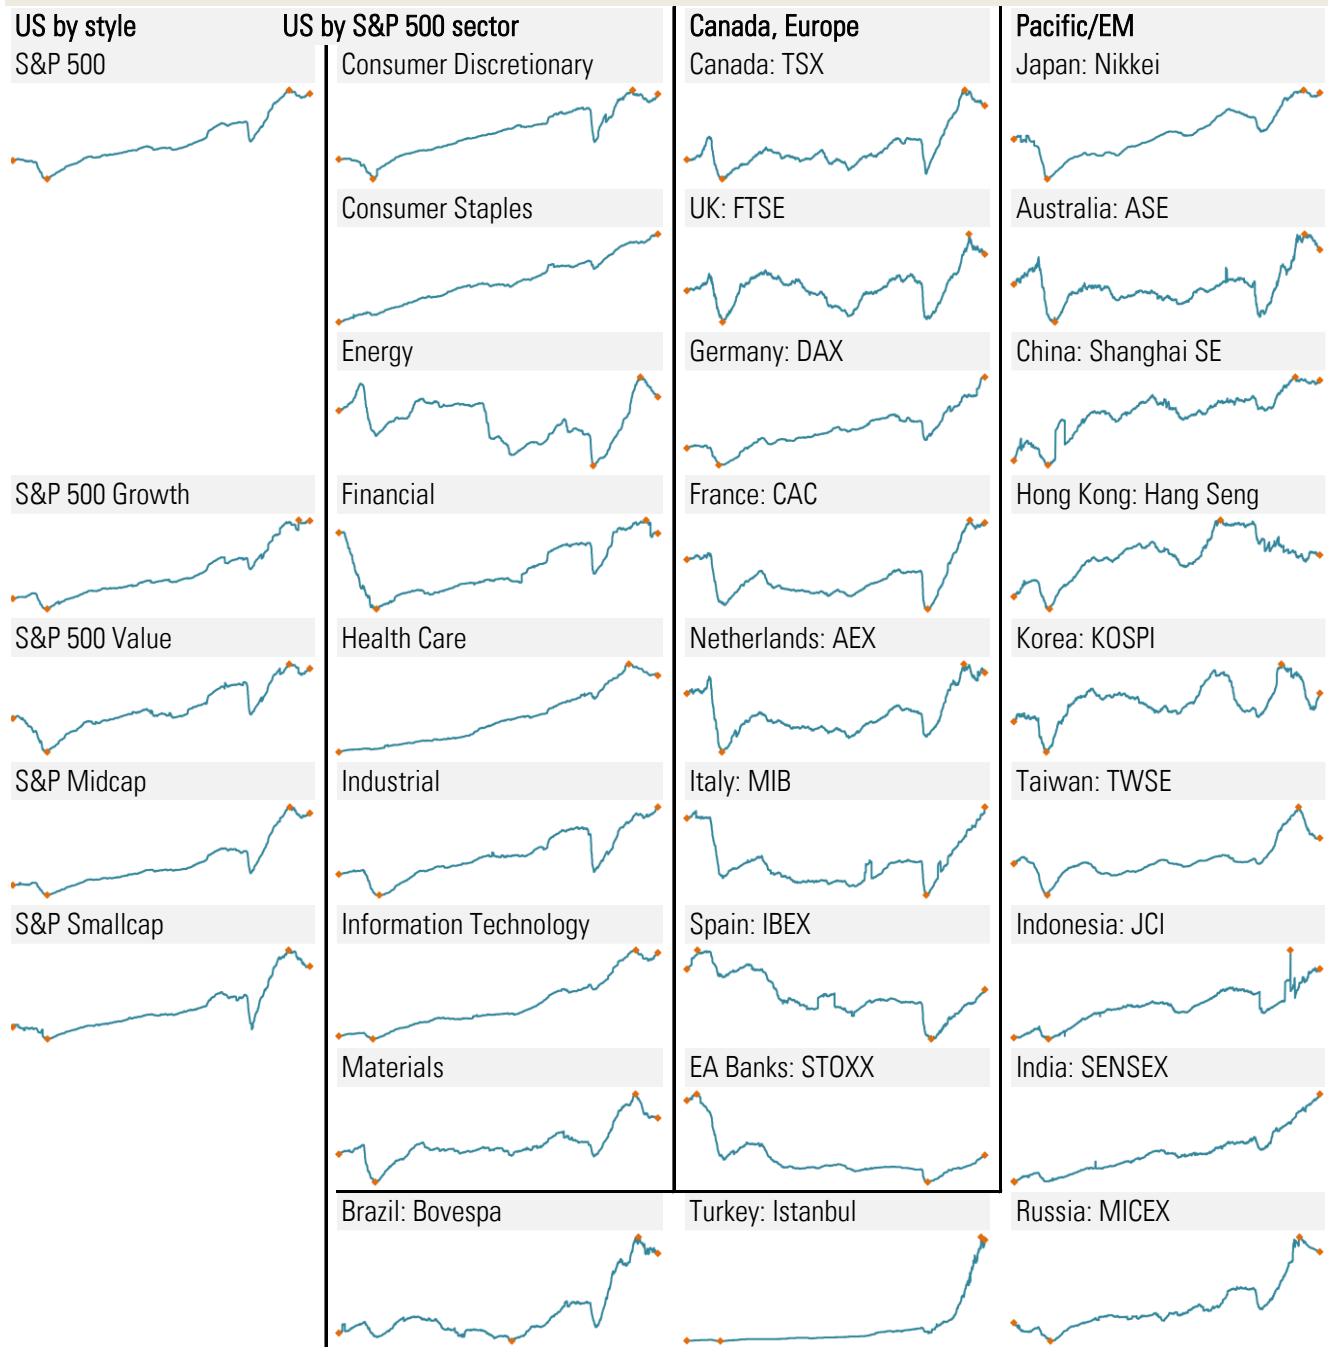 US by style
US by S&P 500 sector
Canada, Europe
Pacific/EM
S&P 500
Consumer Discretionary
Canada: TSX
Japan: Nikkei
Consumer Staples
UK: FTSE
Australia: ASE
Energy
Germany: DAX
China: Shanghai SE
S&P 500 Growth
Financial
France: CAC
Hong Kong: Hang Seng
S&P 500 Value
Health Care
Netherlands: AEX
Korea: KOSPI
S&P Midcap
Industrial
Italy: MIB
Taiwan: TWSE
S&P Smallcap
Information Technology
Spain: IBEX
Indonesia: JCI
Materials
EA Banks: STOXX
India: SENSEX
Brazil: Bovespa
Turkey: Istanbul
Russia: MICEX